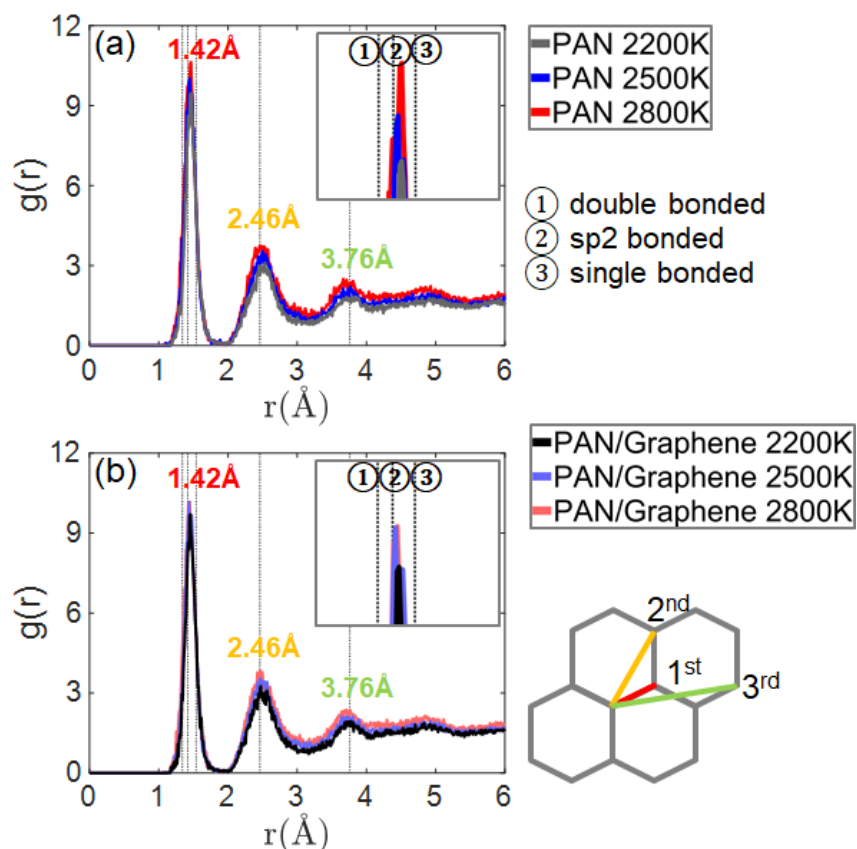 (a)
1.42Å
2.46Å
3.76Å
① ② ③
12
9
6
3
0
g(r)
0 1 2 3 4 5 6
r(Å)
PAN 2200K
PAN 2500K
PAN 2800K
① double bonded
② sp2 bonded
③ single bonded
(b)
1.42Å
2.46Å
3.76Å
① ② ③
12
9
6
3
0
g(r)
0 1 2 3 4 5 6
r(Å)
PAN/Graphene 2200K
PAN/Graphene 2500K
PAN/Graphene 2800K
2nd
1st
3rd